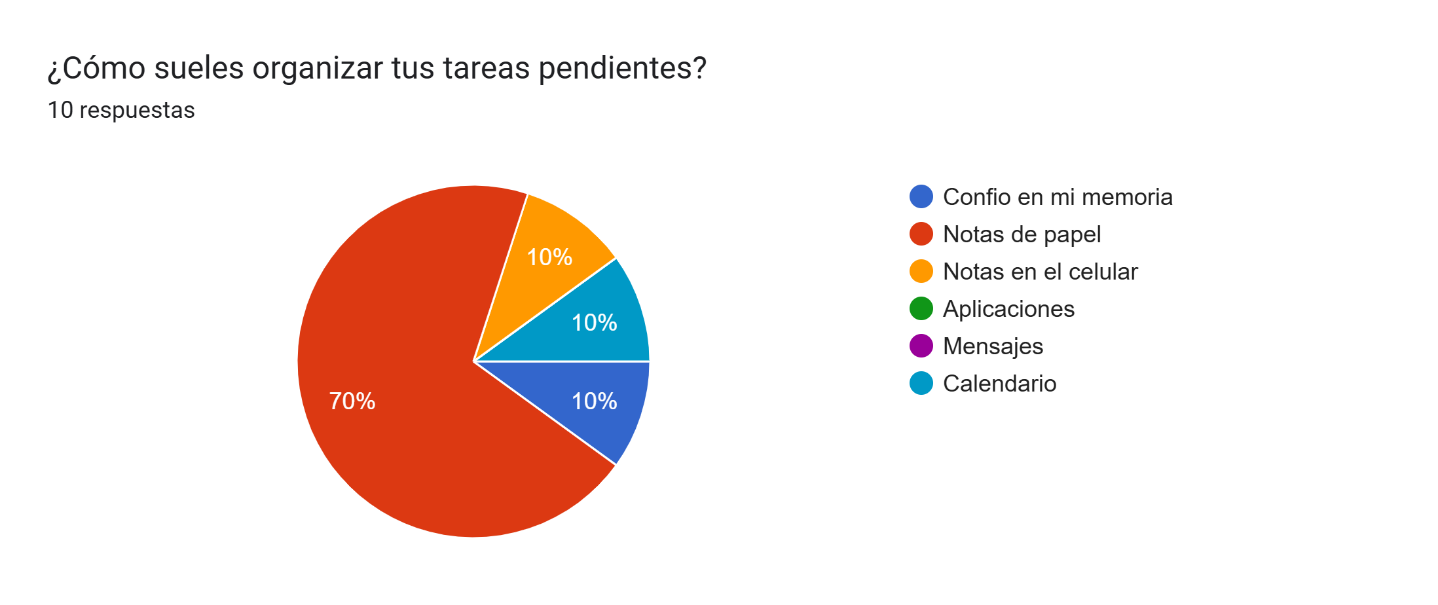 ¿Cómo sueles organizar tus tareas pendientes?
10 respuestas
10%
10%
70%
10%
Confio en mi memoria
Notas de papel
Notas en el celular
Aplicaciones
Mensajes
Calendario